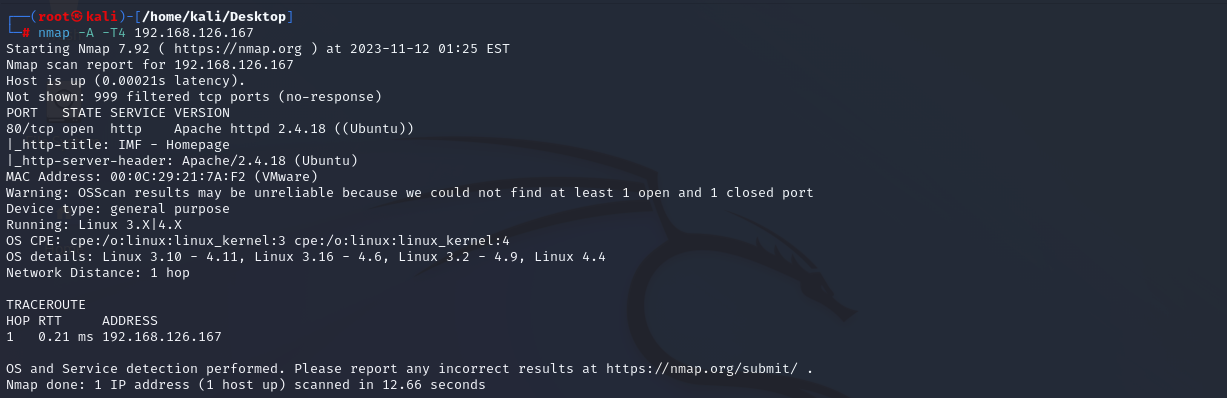 ┌──(root㉿kali)-[/home/kali/Desktop]
└─# nmap -A -T4 192.168.126.167
Starting Nmap 7.92 ( https://nmap.org ) at 2023-11-12 01:25 EST
Nmap scan report for 192.168.126.167
Host is up (0.00021s latency).
Not shown: 999 filtered tcp ports (no-response)
PORT   STATE SERVICE VERSION
80/tcp open  http    Apache httpd 2.4.18 ((Ubuntu))
|_http-title: IMF - Homepage
|_http-server-header: Apache/2.4.18 (Ubuntu)
MAC Address: 00:0C:29:21:7A:F2 (VMware)
Warning: OSScan results may be unreliable because we could not find at least 1 open and 1 closed port
Device type: general purpose
Running: Linux 3.X|4.X
OS CPE: cpe:/o:linux:linux_kernel:3 cpe:/o:linux:linux_kernel:4
OS details: Linux 3.10 - 4.11, Linux 3.16 - 4.6, Linux 3.2 - 4.9, Linux 4.4
Network Distance: 1 hop

TRACEROUTE
HOP RTT     ADDRESS
1   0.21 ms 192.168.126.167

OS and Service detection performed. Please report any incorrect results at https://nmap.org/submit/ .
Nmap done: 1 IP address (1 host up) scanned in 12.66 seconds